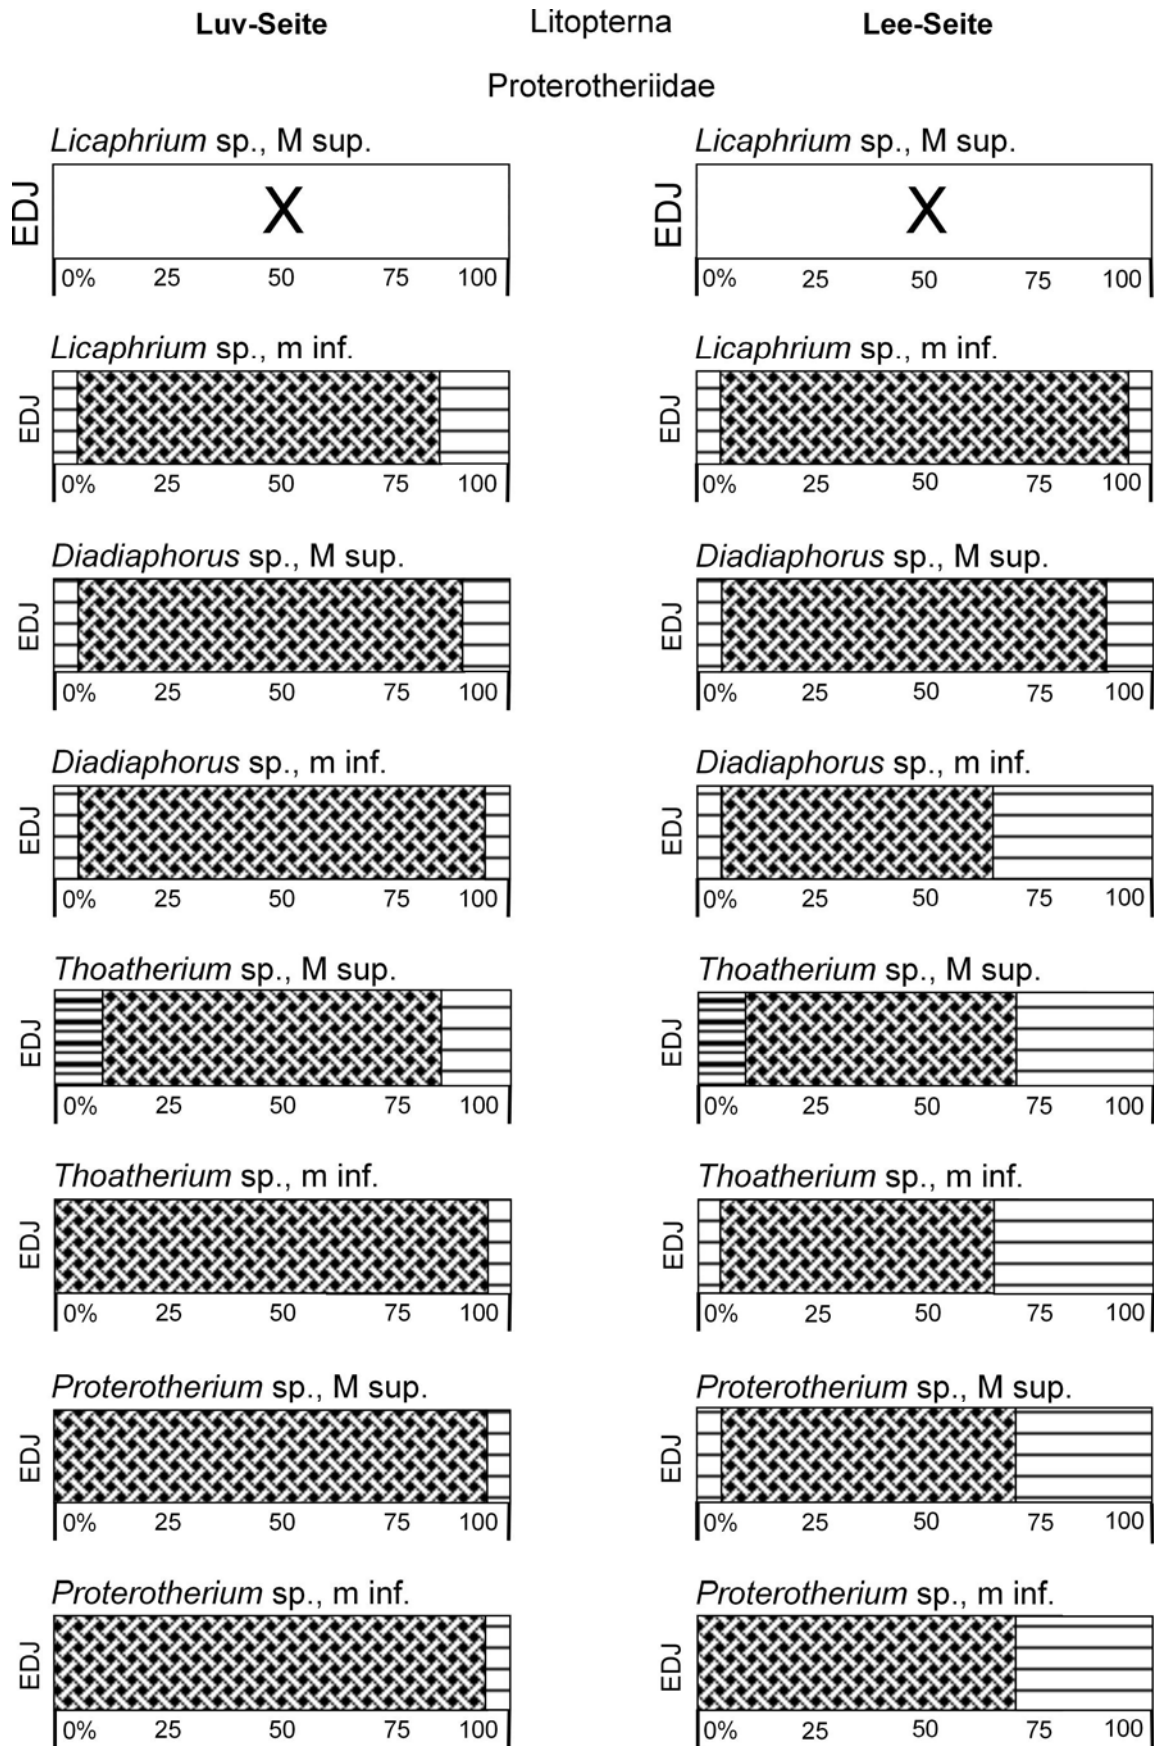 Luv-Seite Litopterna Lee-Seite
Proterotheriidae
Licaphrium sp., M sup. Licaphrium sp., M sup.
EDJ X EDJ X
0% 25 50 75 100 0% 25 50 75 100
Licaphrium sp., m inf. Licaphrium sp., m inf.
EDJ EDJ
0% 25 50 75 100 0% 25 50 75 100
Diadiaphorus sp., M sup. Diadiaphorus sp., M sup.
EDJ EDJ
0% 25 50 75 100 0% 25 50 75 100
Diadiaphorus sp., m inf. Diadiaphorus sp., m inf.
EDJ EDJ
0% 25 50 75 100 0% 25 50 75 100
Thoatherium sp., M sup. Thoatherium sp., M sup.
EDJ EDJ
0% 25 50 75 100 0% 25 50 75 100
Thoatherium sp., m inf. Thoatherium sp., m inf.
EDJ EDJ
0% 25 50 75 100 0% 25 50 75 100
Proterotherium sp., M sup. Proterotherium sp., M sup.
EDJ EDJ
0% 25 50 75 100 0% 25 50 75 100
Proterotherium sp., m inf. Proterotherium sp., m inf.
EDJ EDJ
0% 25 50 75 100 0% 25 50 75 100